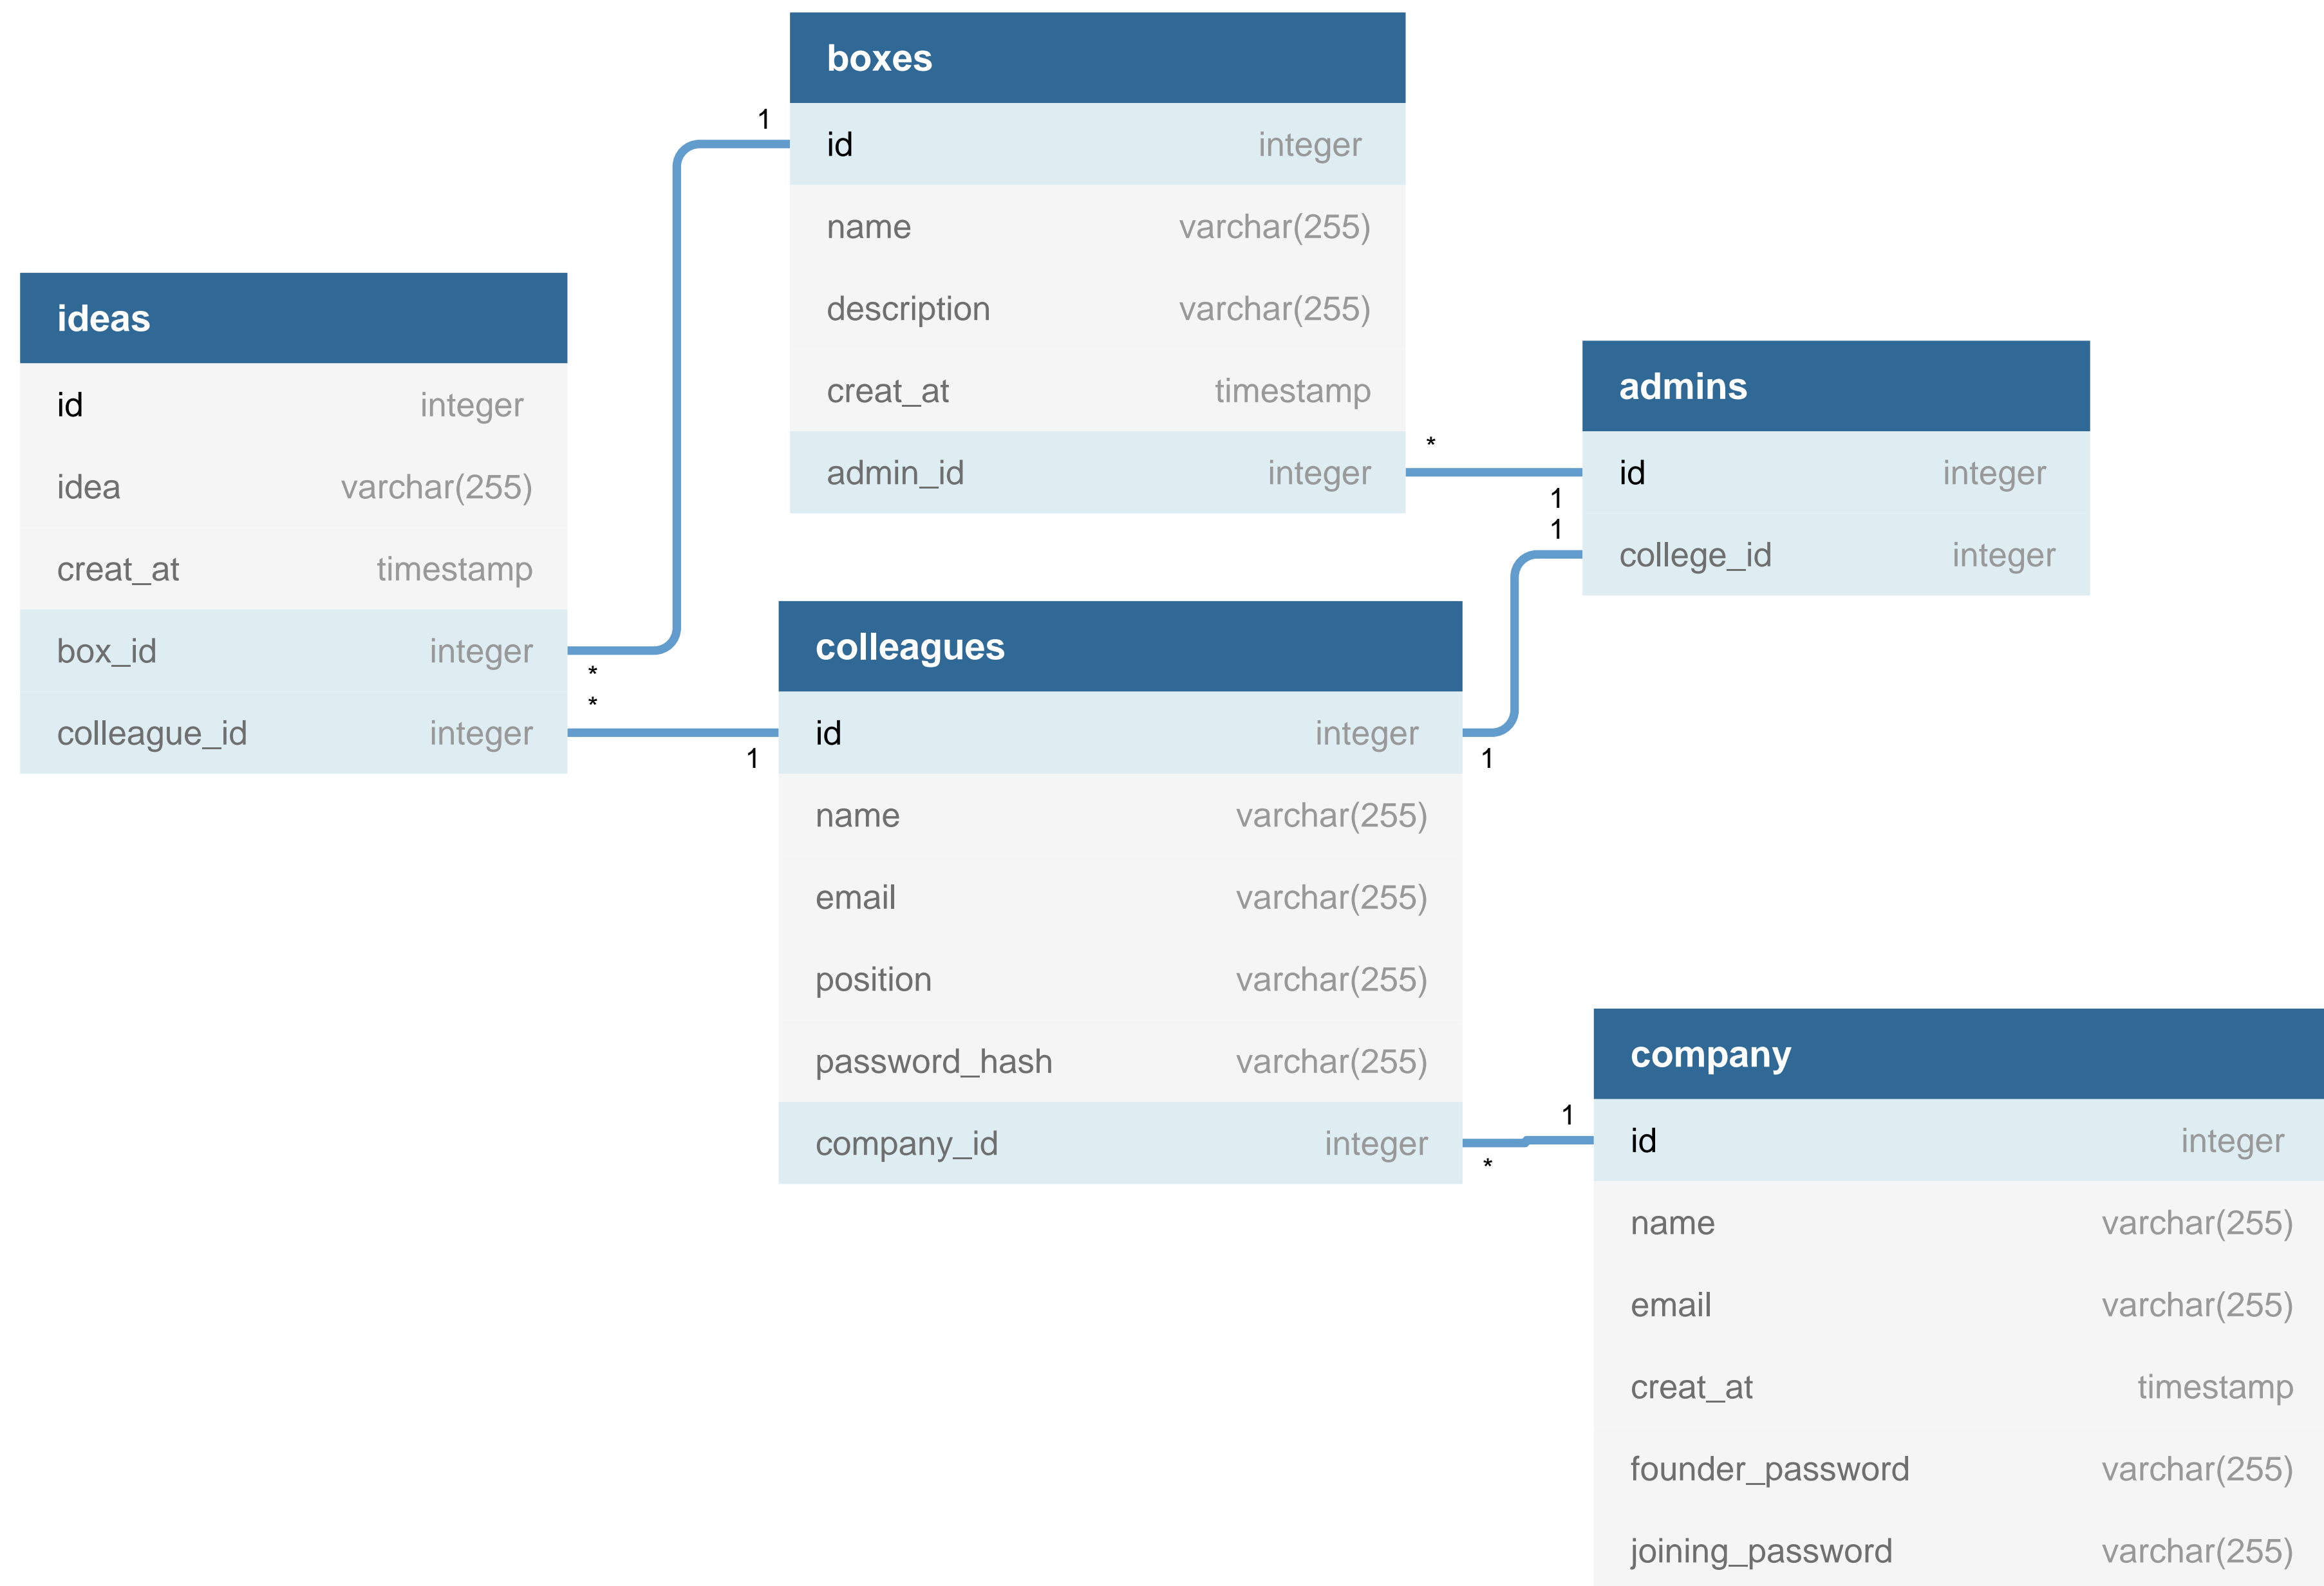 boxes
1
id integer
name varchar(255)
description varchar(255)
creat_at timestamp
admin_id integer
*
ideas
id integer
idea varchar(255)
creat_at timestamp
box_id integer
*
*
colleague_id integer
1
admins
1
id integer
1
college_id integer
colleagues
id integer
1
name varchar(255)
email varchar(255)
position varchar(255)
password_hash varchar(255)
company_id integer
*
company
1
id integer
name varchar(255)
email varchar(255)
creat_at timestamp
founder_password varchar(255)
joining_password varchar(255)